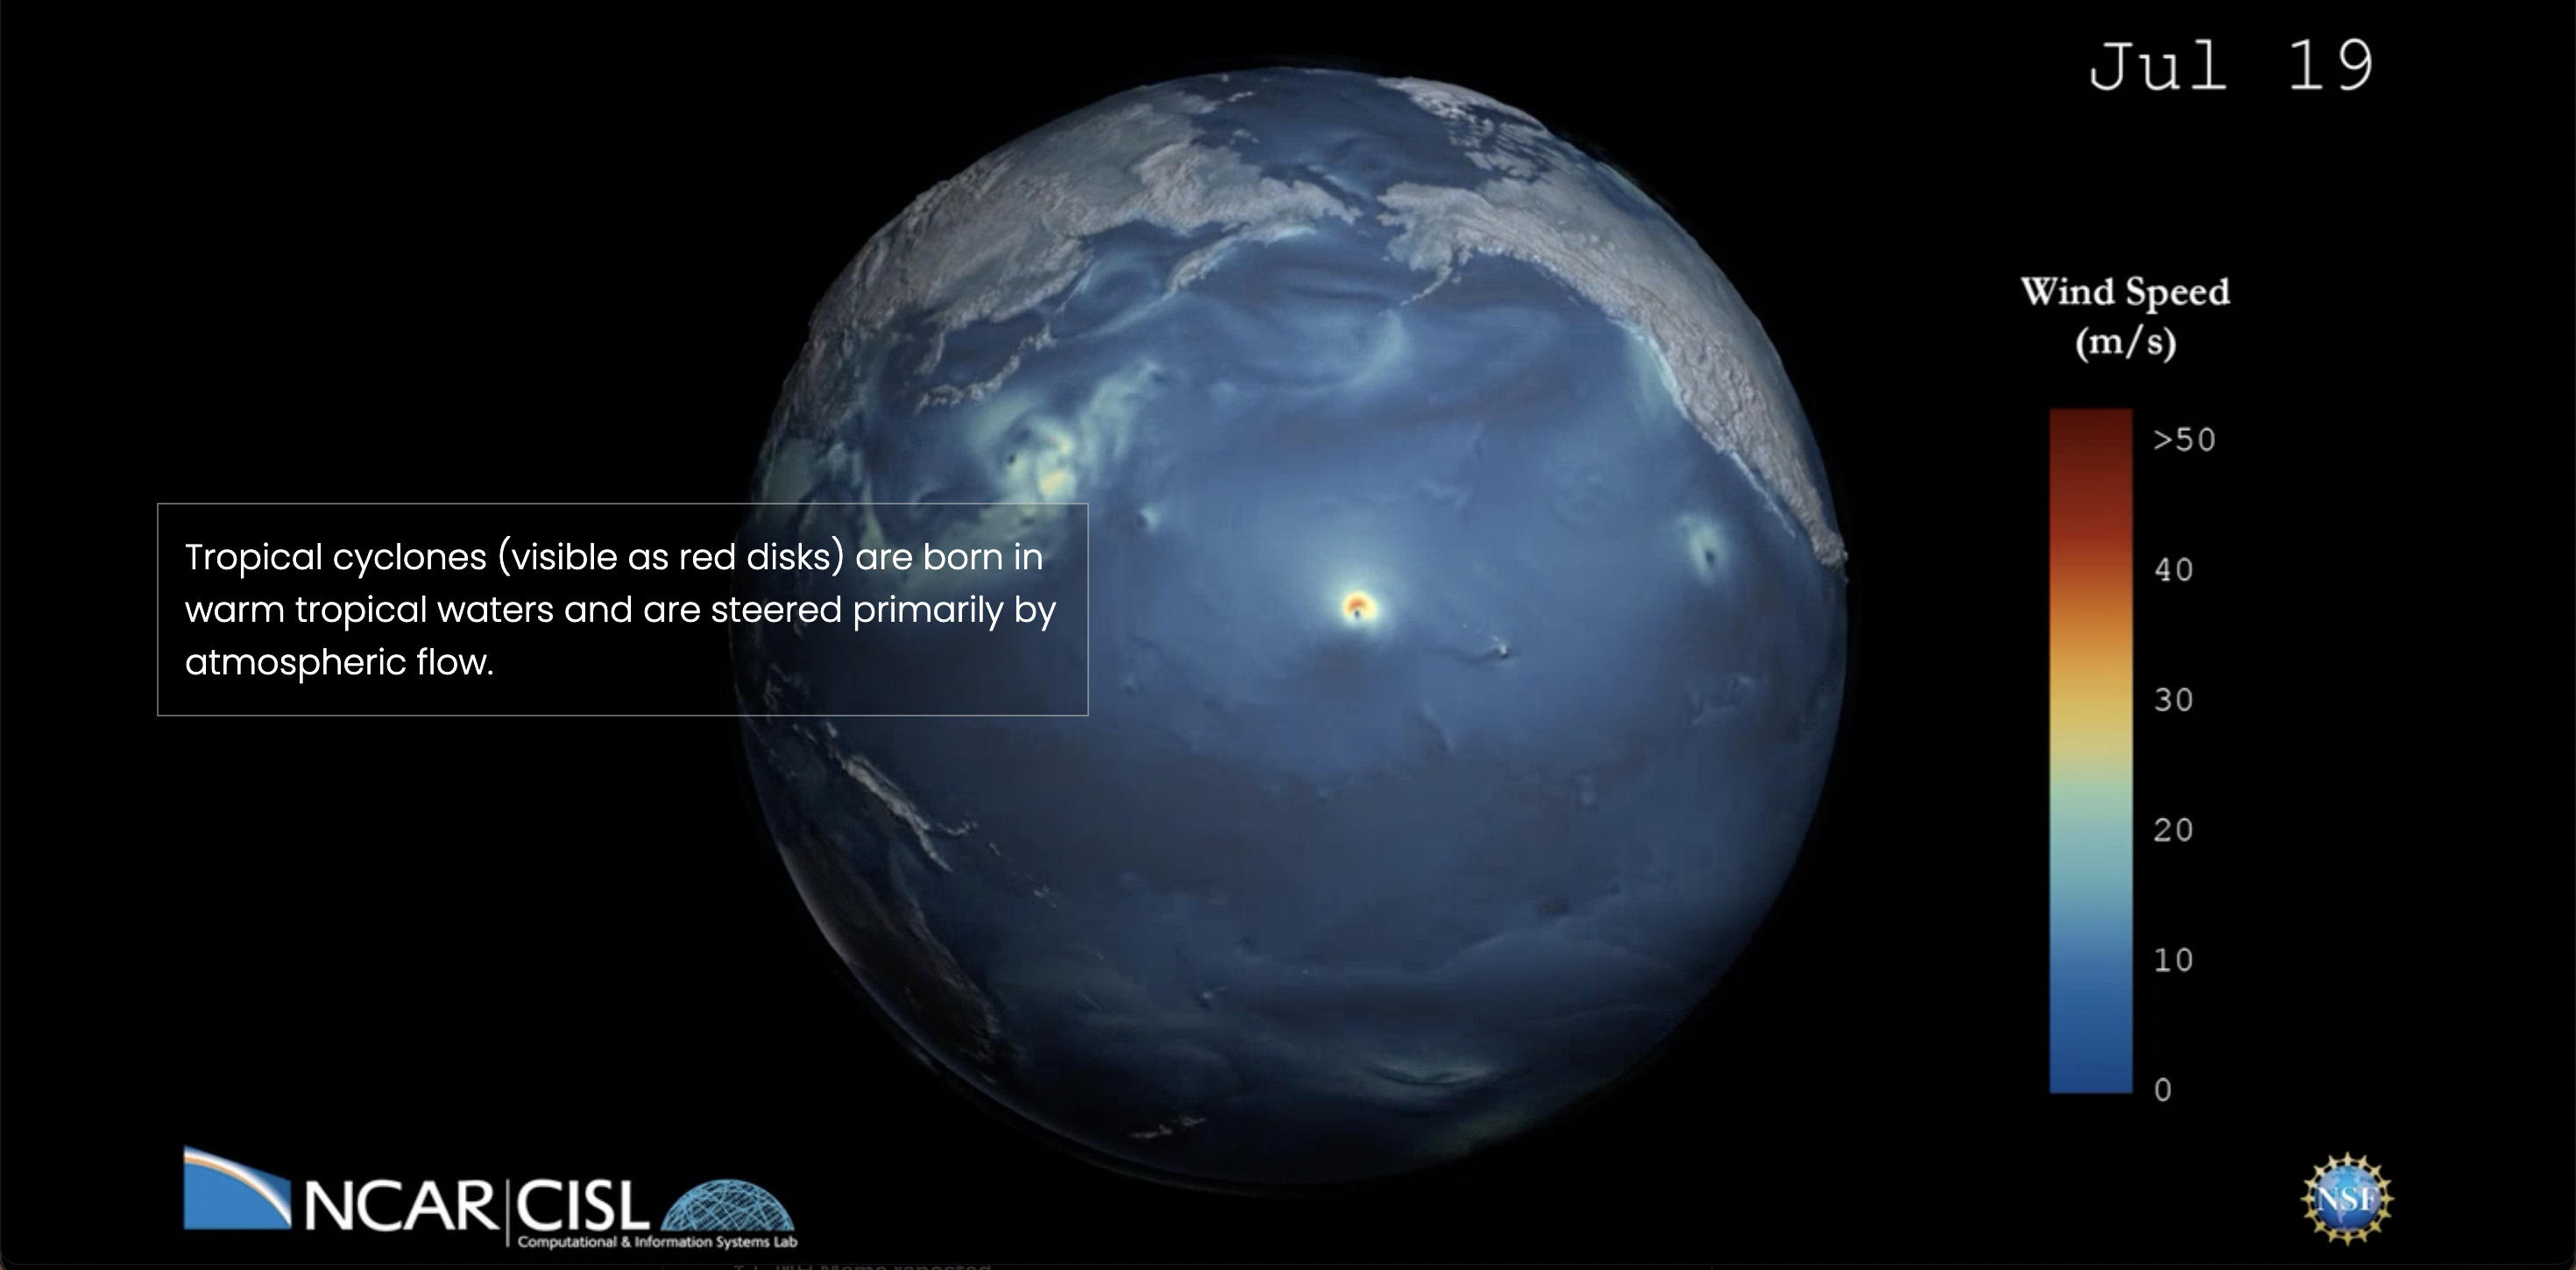 Jul 19
Wind Speed
(m/s)
>50
40
30
20
10
0
Tropical cyclones (visible as red disks) are born in
warm tropical waters and are steered primarily by
atmospheric flow.
NCAR|CISL
Computational & Information Systems Lab
NSF